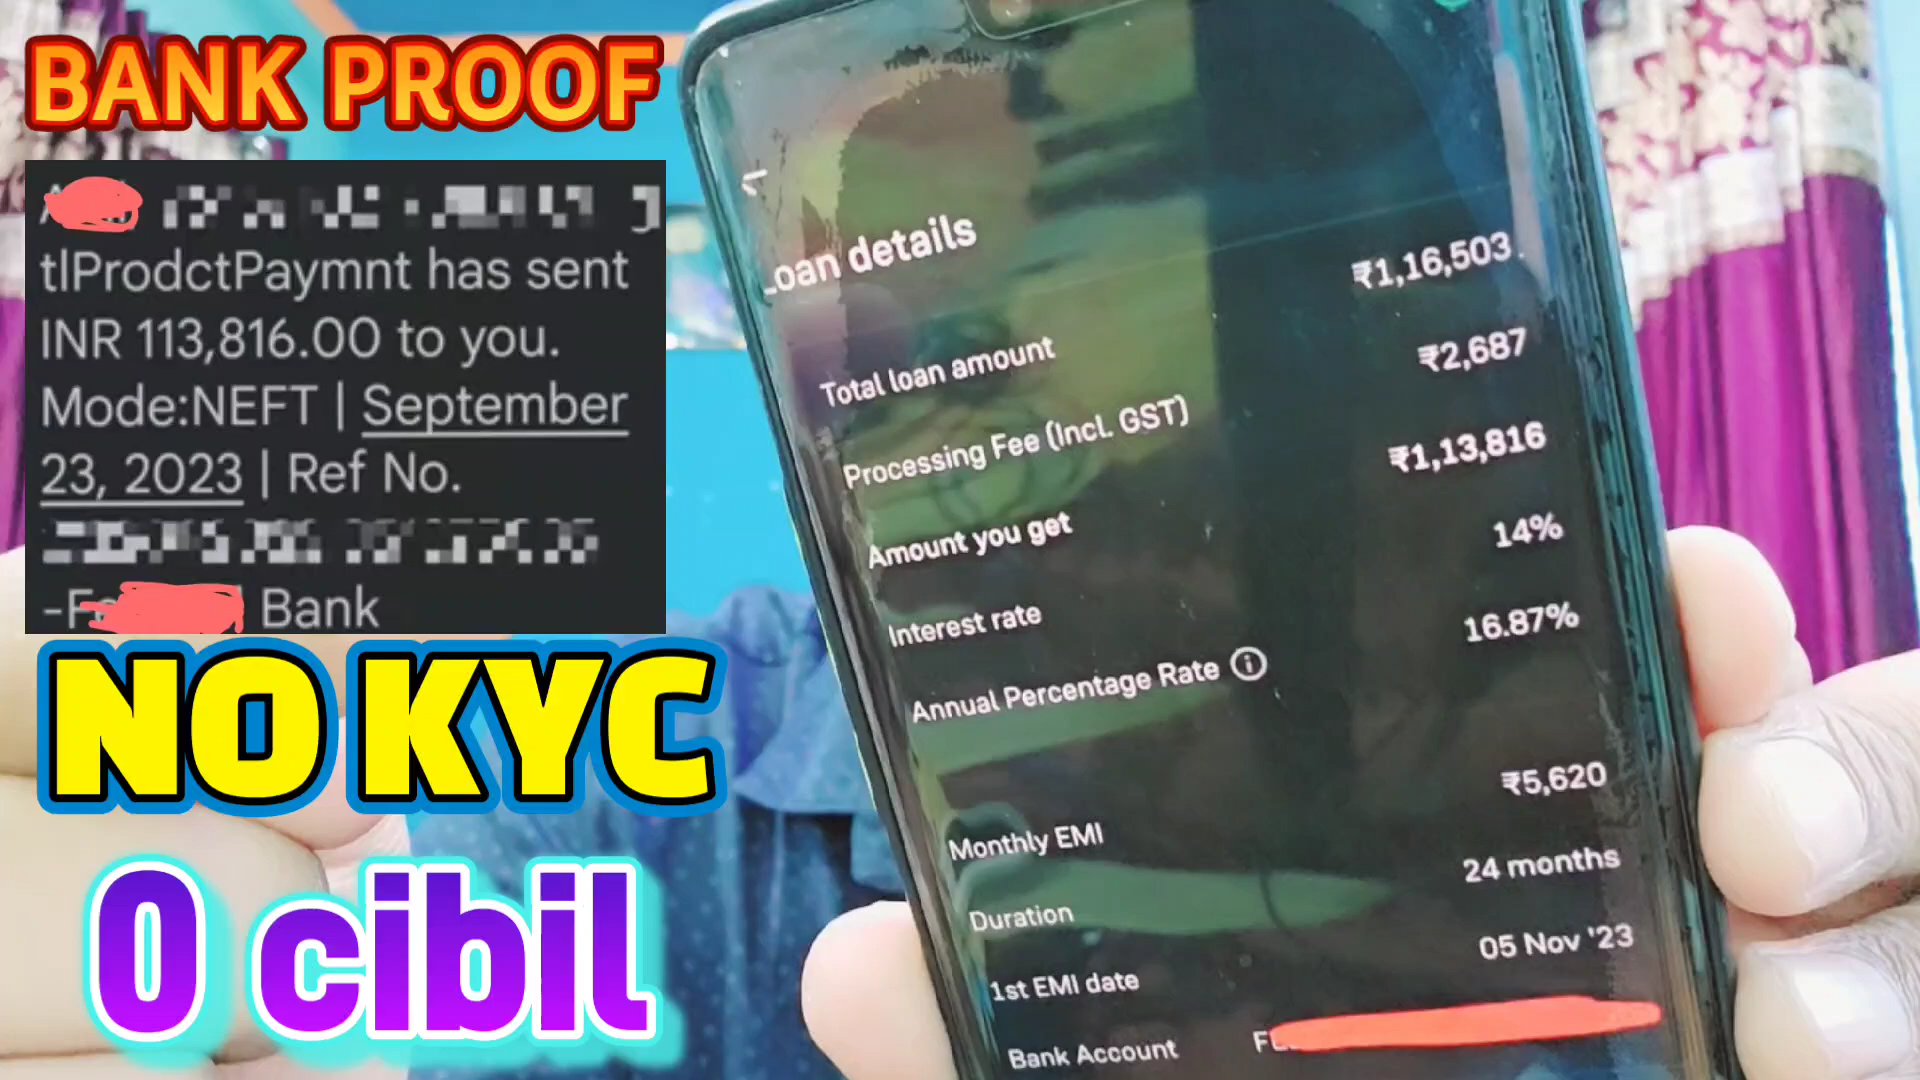 BANK PROOF
tlProdctPaymnt has sent
INR 113,816.00 to you.
Mode:NEFT | September
23, 2023 | Ref No.
Bank
NO KYC
0 cibil
Loan details
Total loan amount ₹1,16,503
Processing Fee (Incl. GST) ₹2,687
Amount you get ₹1,13,816
Interest rate 14%
Annual Percentage Rate 16.87%
Monthly EMI ₹5,620
Duration 24 months
1st EMI date 05 Nov '23
Bank Account